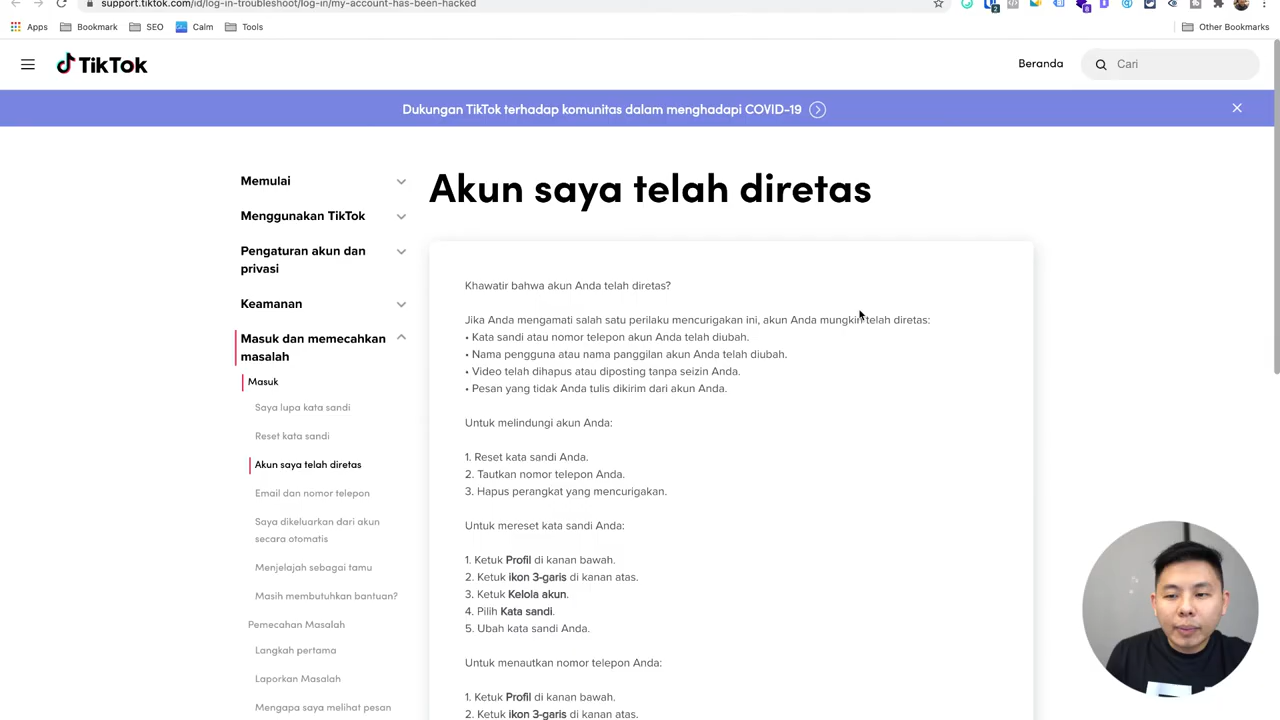 support.tiktok.com/id/log-in-troubleshoot/log-in/my-account-has-been-hacked
Apps
Bookmark
SEO
Calm
Tools
Other Bookmarks
TikTok
Beranda
Cari
Dukungan TikTok terhadap komunitas dalam menghadapi COVID-19
Memulai
Menggunakan TikTok
Pengaturan akun dan
privasi
Keamanan
Masuk dan memecahkan
masalah
Masuk
Saya lupa kata sandi
Reset kata sandi
Akun saya telah diretas
Email dan nomor telepon
Saya dikeluarkan dari akun
secara otomatis
Menjelajah sebagai tamu
Masih membutuhkan bantuan?
Pemecahan Masalah
Langkah pertama
Laporkan Masalah
Mengapa saya melihat pesan
Akun saya telah diretas
Khawatir bahwa akun Anda telah diretas?
Jika Anda mengamati salah satu perilaku mencurigakan ini, akun Anda mungkin telah diretas:
• Kata sandi atau nomor telepon akun Anda telah diubah.
• Nama pengguna atau nama panggilan akun Anda telah diubah.
• Video telah dihapus atau diposting tanpa seizin Anda.
• Pesan yang tidak Anda tulis dikirim dari akun Anda.
Untuk melindungi akun Anda:
1. Reset kata sandi Anda.
2. Tautkan nomor telepon Anda.
3. Hapus perangkat yang mencurigakan.
Untuk mereset kata sandi Anda:
1. Ketuk Profil di kanan bawah.
2. Ketuk ikon 3-garis di kanan atas.
3. Ketuk Kelola akun.
4. Pilih Kata sandi.
5. Ubah kata sandi Anda.
Untuk menautkan nomor telepon Anda:
1. Ketuk Profil di kanan bawah.
2. Ketuk ikon 3-garis di kanan atas.